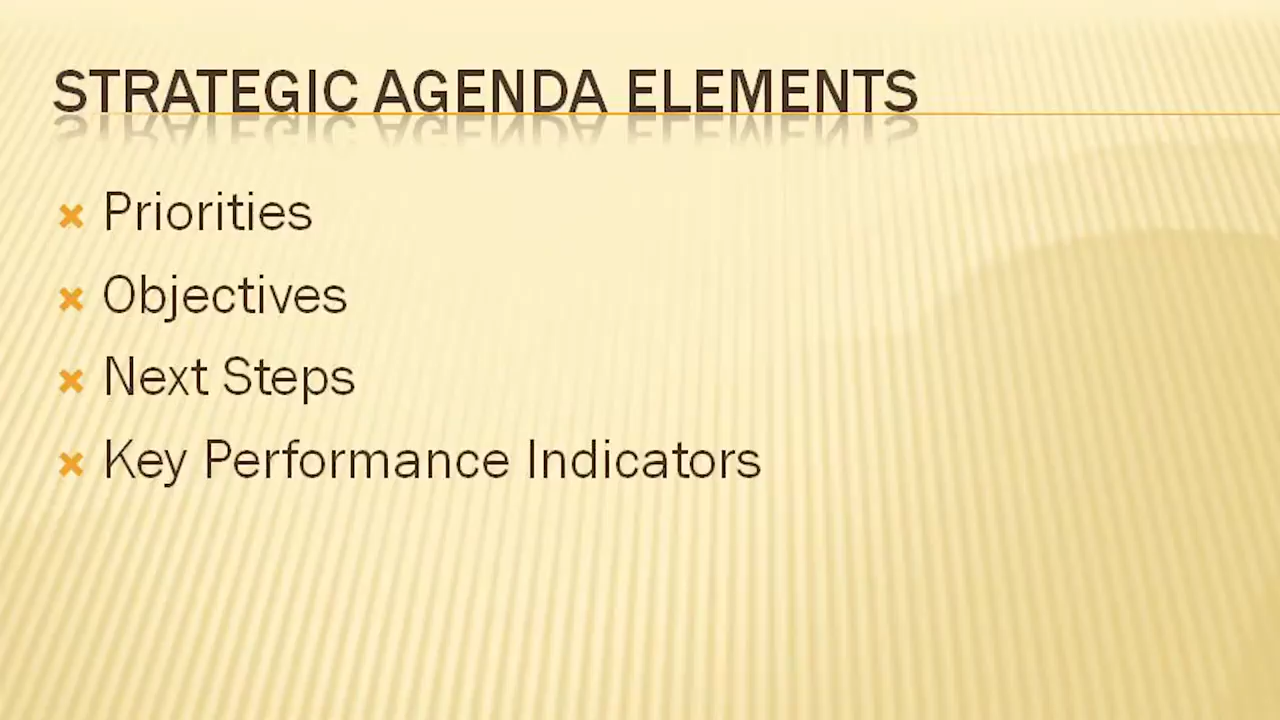 STRATEGIC AGENDA ELEMENTS
Priorities
Objectives
Next Steps
Key Performance Indicators